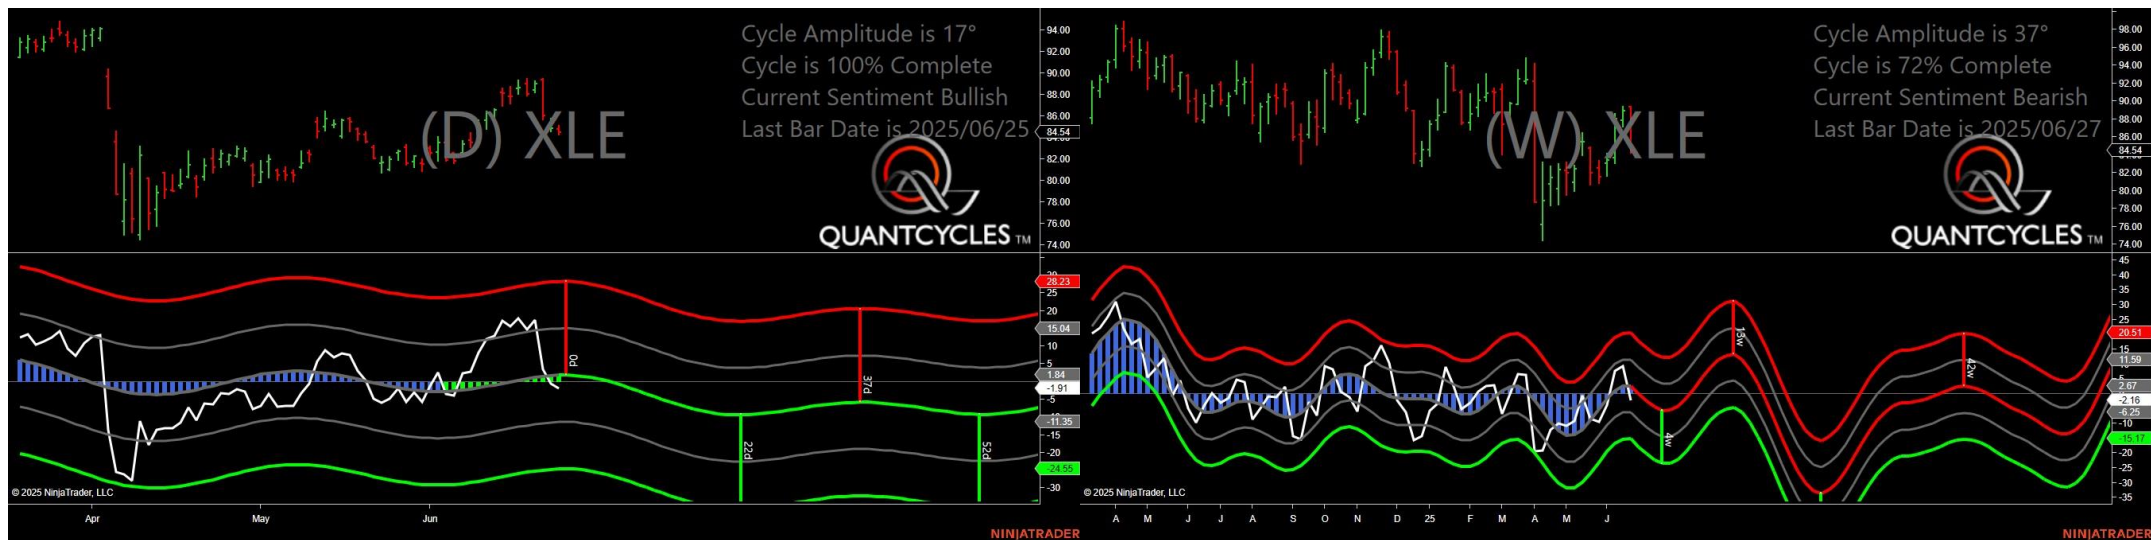 Cycle Amplitude is 17°
Cycle is 100% Complete
Current Sentiment Bullish
Last Bar Date is 2025/06/25
(D) XLE
QUANTCYCLES TM
94.00
92.00
90.00
88.00
86.00
84.54
82.00
80.00
78.00
76.00
74.00
28.23
25
20
15.04
10
5
1.84
-1.91
-5
-11.35
-15
-20
-24.55
-30
0d
22d
37d
52d
© 2025 NinjaTrader, LLC
Apr
May
Jun
NINJATRADER
Cycle Amplitude is 37°
Cycle is 72% Complete
Current Sentiment Bearish
Last Bar Date is 2025/06/27
(W) XLE
QUANTCYCLES TM
98.00
96.00
94.00
92.00
90.00
88.00
86.00
84.54
82.00
80.00
78.00
76.00
74.00
45
40
35
30
25
20.51
15
11.59
2.67
-2.16
-6.25
-10
-15.17
-20
-25
-30
-35
4w
13w
42w
© 2025 NinjaTrader, LLC
A M J J A S O N D 25 F M A M J
NINJATRADER